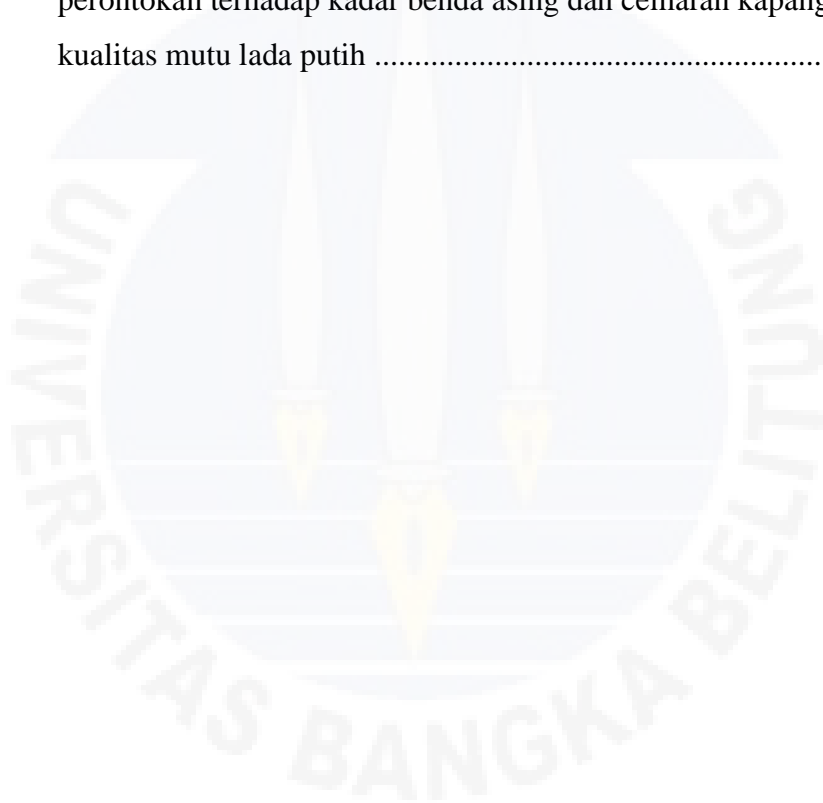 perontokan terhadap kadar benda asing dan cemaran kapang
kualitas mutu lada putih ................................................................
UNIVERSITAS BANGKA BELITUNG